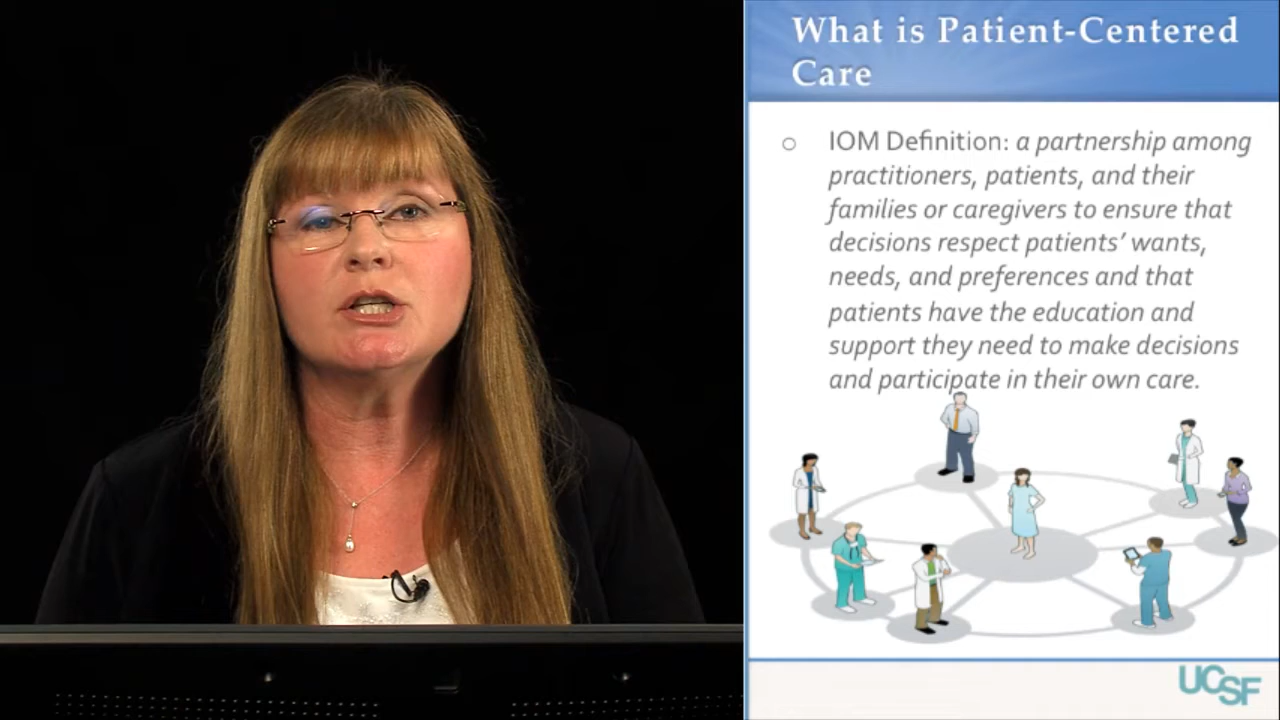 What is Patient-Centered
Care
○ IOM Definition: a partnership among
practitioners, patients, and their
families or caregivers to ensure that
decisions respect patients’ wants,
needs, and preferences and that
patients have the education and
support they need to make decisions
and participate in their own care.
UCSF